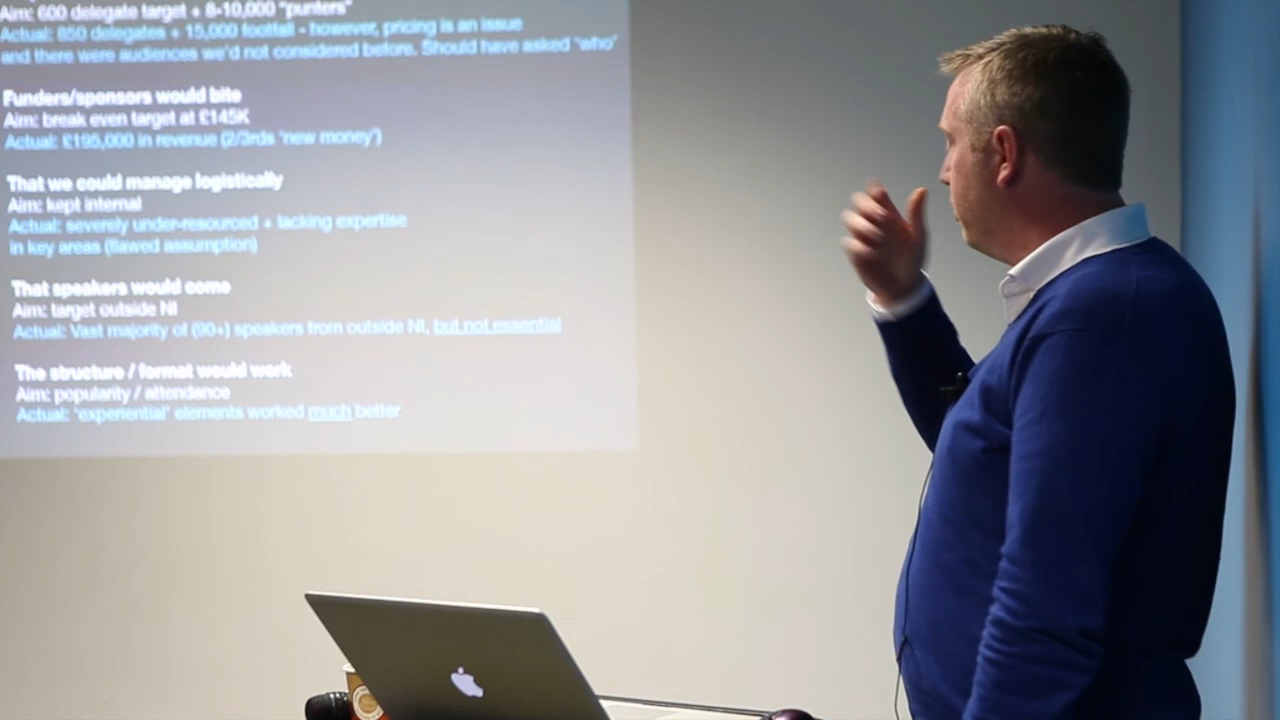 Aim: 600 delegate target + 8-10,000 "punters"
Actual: 850 delegates + 15,000 footfall - however, pricing is an issue
and there were audiences we'd not considered before. Should have asked 'who'
Funders/sponsors would bite
Aim: break even target at £145K
Actual: £195,000 in revenue (2/3rds 'new money')
That we could manage logistically
Aim: kept internal
Actual: severely under-resourced + lacking expertise
in key areas (flawed assumption)
That speakers would come
Aim: target outside NI
Actual: Vast majority of (90+) speakers from outside NI, but not essential
The structure / format would work
Aim: popularity / attendance
Actual: 'experiential' elements worked much better